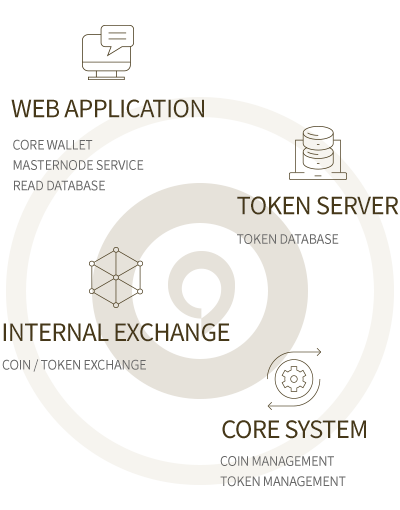 WEB APPLICATION
CORE WALLET
MASTERNODE SERVICE
READ DATABASE
TOKEN SERVER
TOKEN DATABASE
INTERNAL EXCHANGE
COIN / TOKEN EXCHANGE
CORE SYSTEM
COIN MANAGEMENT
TOKEN MANAGEMENT